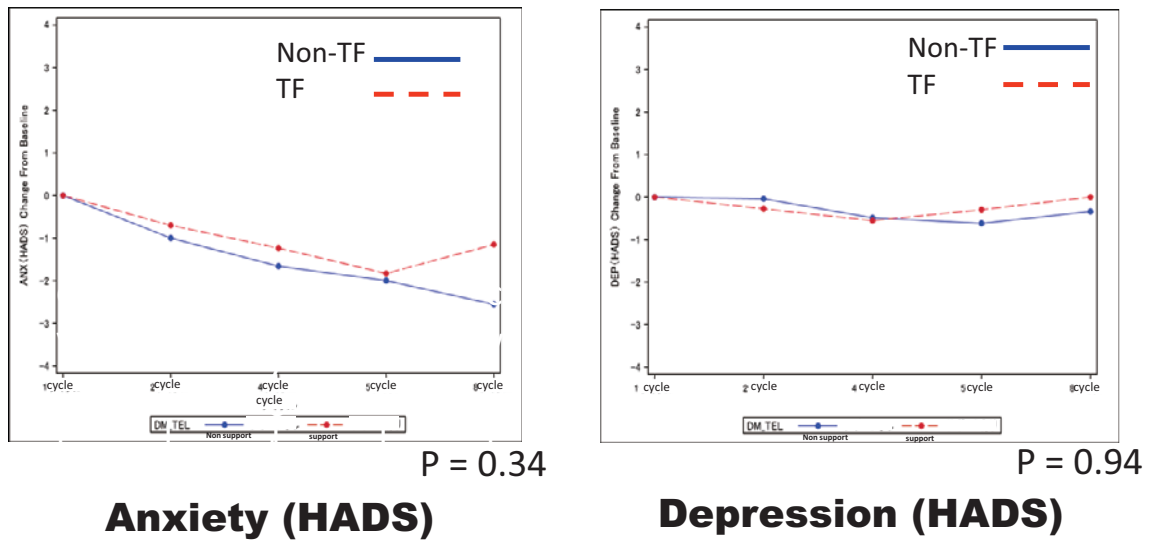 4
3
2
1
0
-1
-2
-3
-4
ANX(HADS) Change From Baseline
Non-TF
TF
1cycle 2cycle 4cycle 5cycle 8cycle
cycle
DM_TEL
Non support support
P = 0.34
Anxiety (HADS)
4
3
2
1
0
-1
-2
-3
-4
DEP(HADS) Change From Baseline
Non-TF
TF
1 cycle 2 cycle 4 cycle 5 cycle 8cycle
DM_TEL
Non support support
P = 0.94
Depression (HADS)